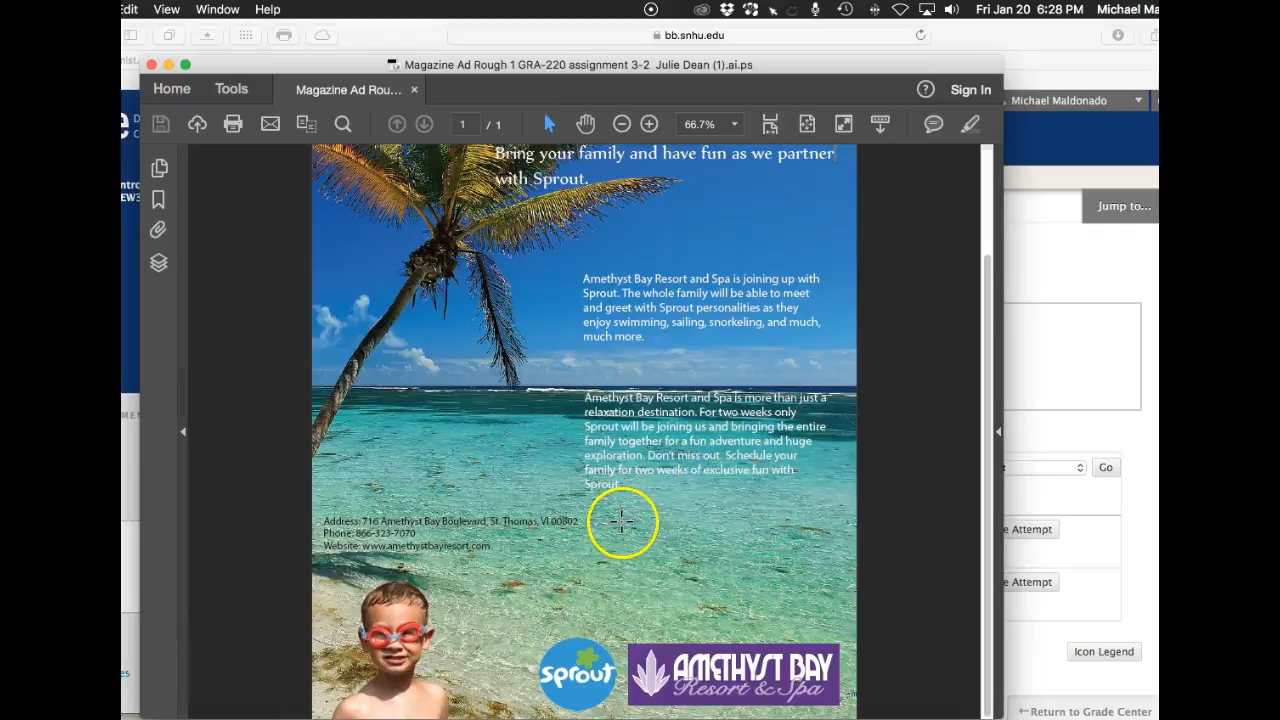 Edit View Window Help
Fri Jan 20 6:28 PM Michael Ma
bb.snhu.edu
Magazine Ad Rough 1 GRA-220 assignment 3-2 Julie Dean (1).ai.ps
Home Tools Magazine Ad Rou... × ? Sign In
Michael Maldonado
1 / 1 66.7%
Bring your family and have fun as we partner
with Sprout.
Jump to...
Amethyst Bay Resort and Spa is joining up with
Sprout. The whole family will be able to meet
and greet with Sprout personalities as they
enjoy swimming, sailing, snorkeling, and much,
much more.
Amethyst Bay Resort and Spa is more than just a
relaxation destination. For two weeks only
Sprout will be joining us and bringing the entire
family together for a fun adventure and huge
exploration. Don't miss out. Schedule your
family for two weeks of exclusive fun with
Sprout.
Go
Address: 716 Amethyst Bay Boulevard, St. Thomas, VI 00802
Phone: 866-323-7070
Website: www.amethystbayresort.com
e Attempt
e Attempt
sprout
AMETHYST BAY
Resort & Spa
Icon Legend
←Return to Grade Center